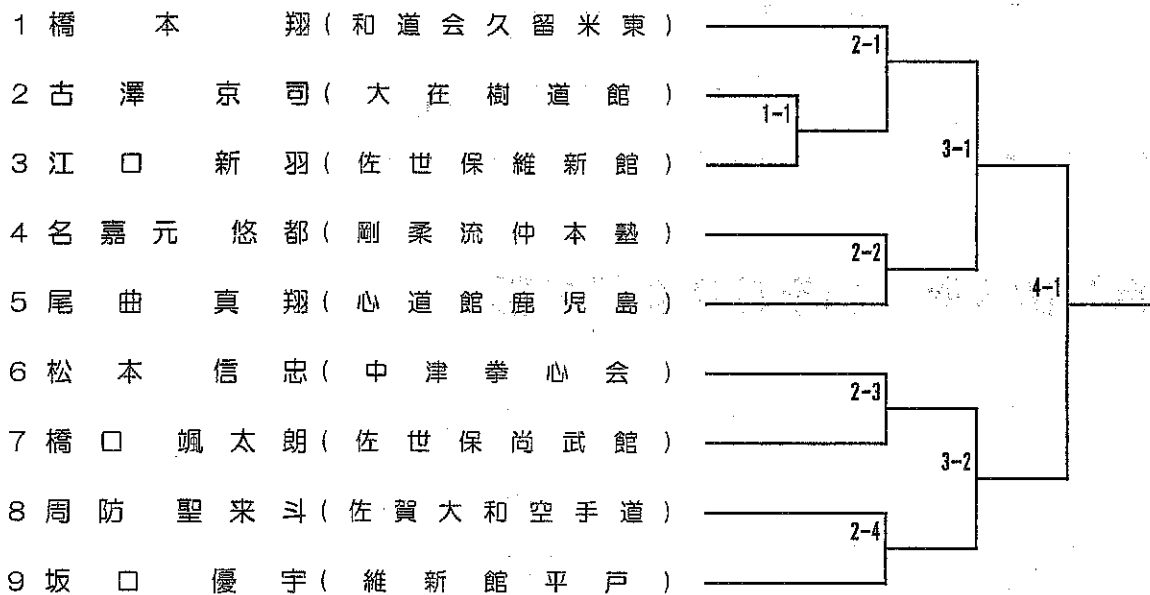 1 橋本 翔 (和道会久留米東)
2-1
2 古澤 京司 (大在樹道館)
1-1
3 江口 新羽 (佐世保維新館)
3-1
4 名嘉元 悠都 (剛柔流仲本塾)
2-2
5 尾曲 真翔 (心道館鹿児島)
4-1
6 松本 信忠 (中津拳心会)
2-3
7 橋口 颯太朗 (佐世保尚武館)
3-2
8 周防 聖来斗 (佐賀大和空手道)
2-4
9 坂口 優宇 (維新館平戸)